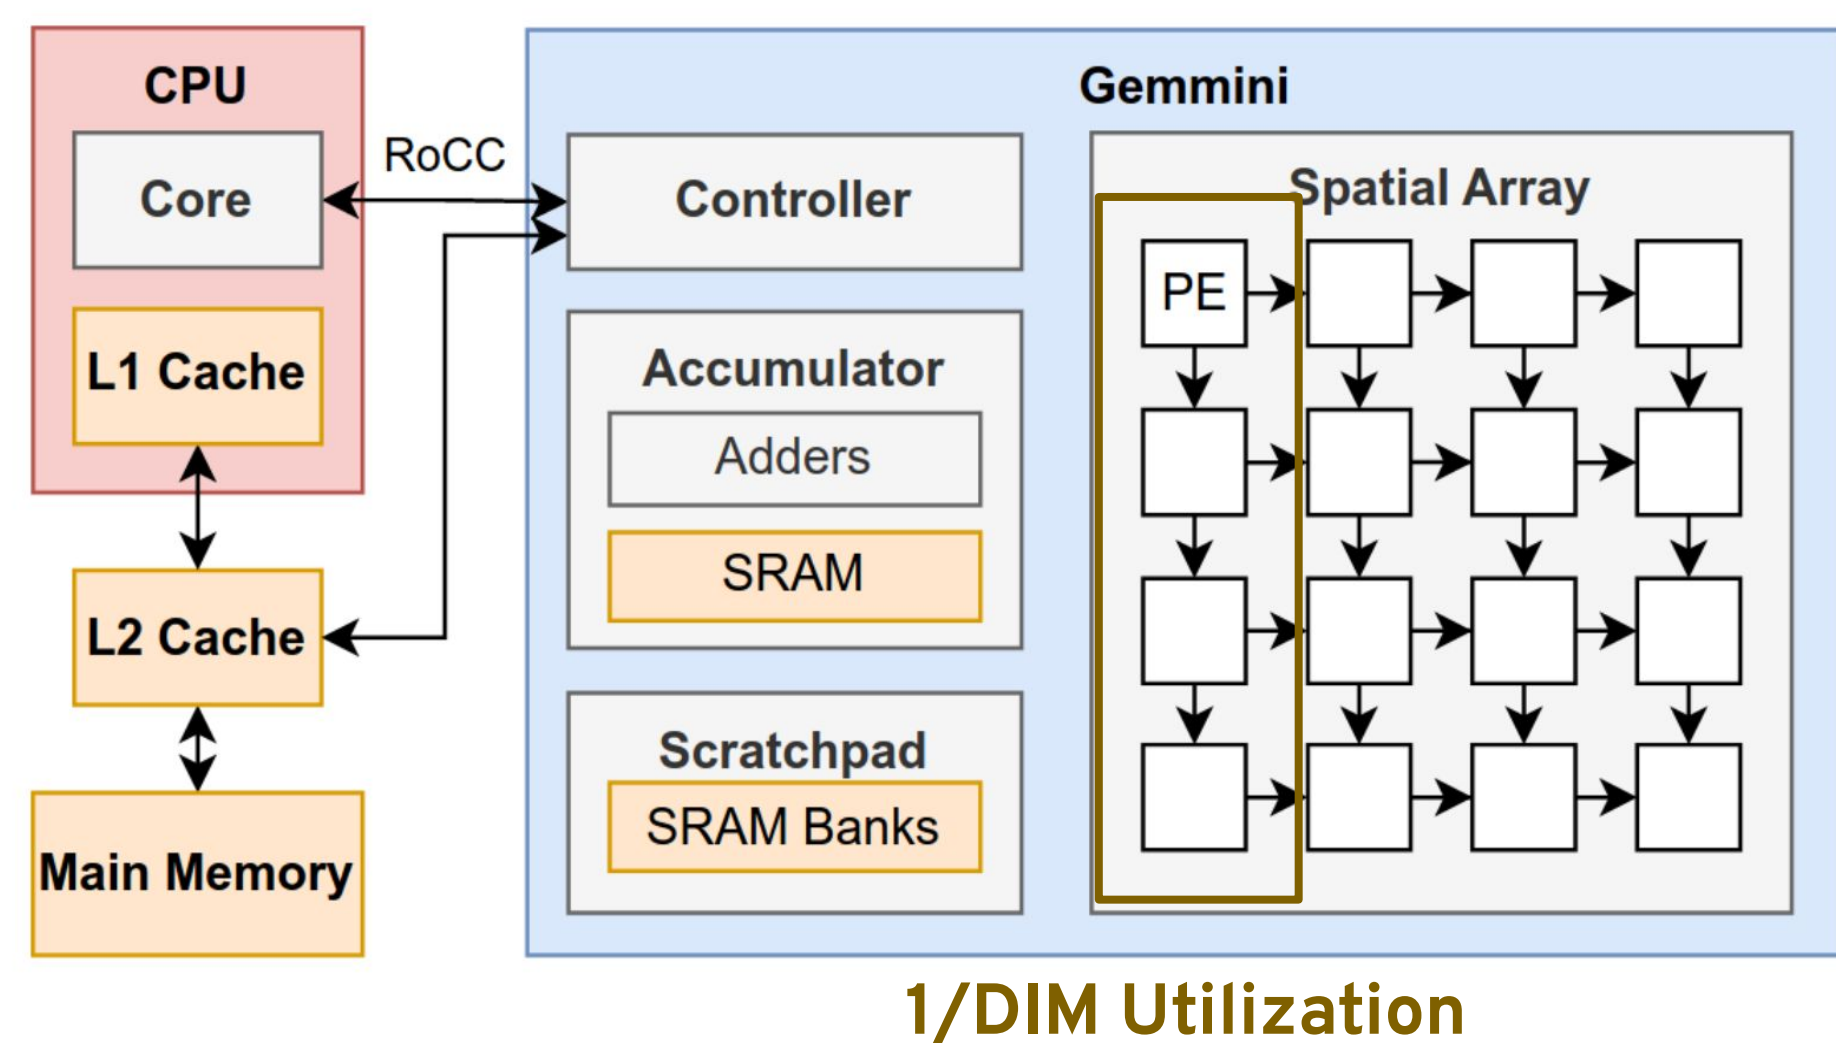 CPU
Core
L1 Cache
L2 Cache
Main Memory
RoCC
Gemmini
Controller
Accumulator
Adders
SRAM
Scratchpad
SRAM Banks
Spatial Array
PE
1/DIM Utilization